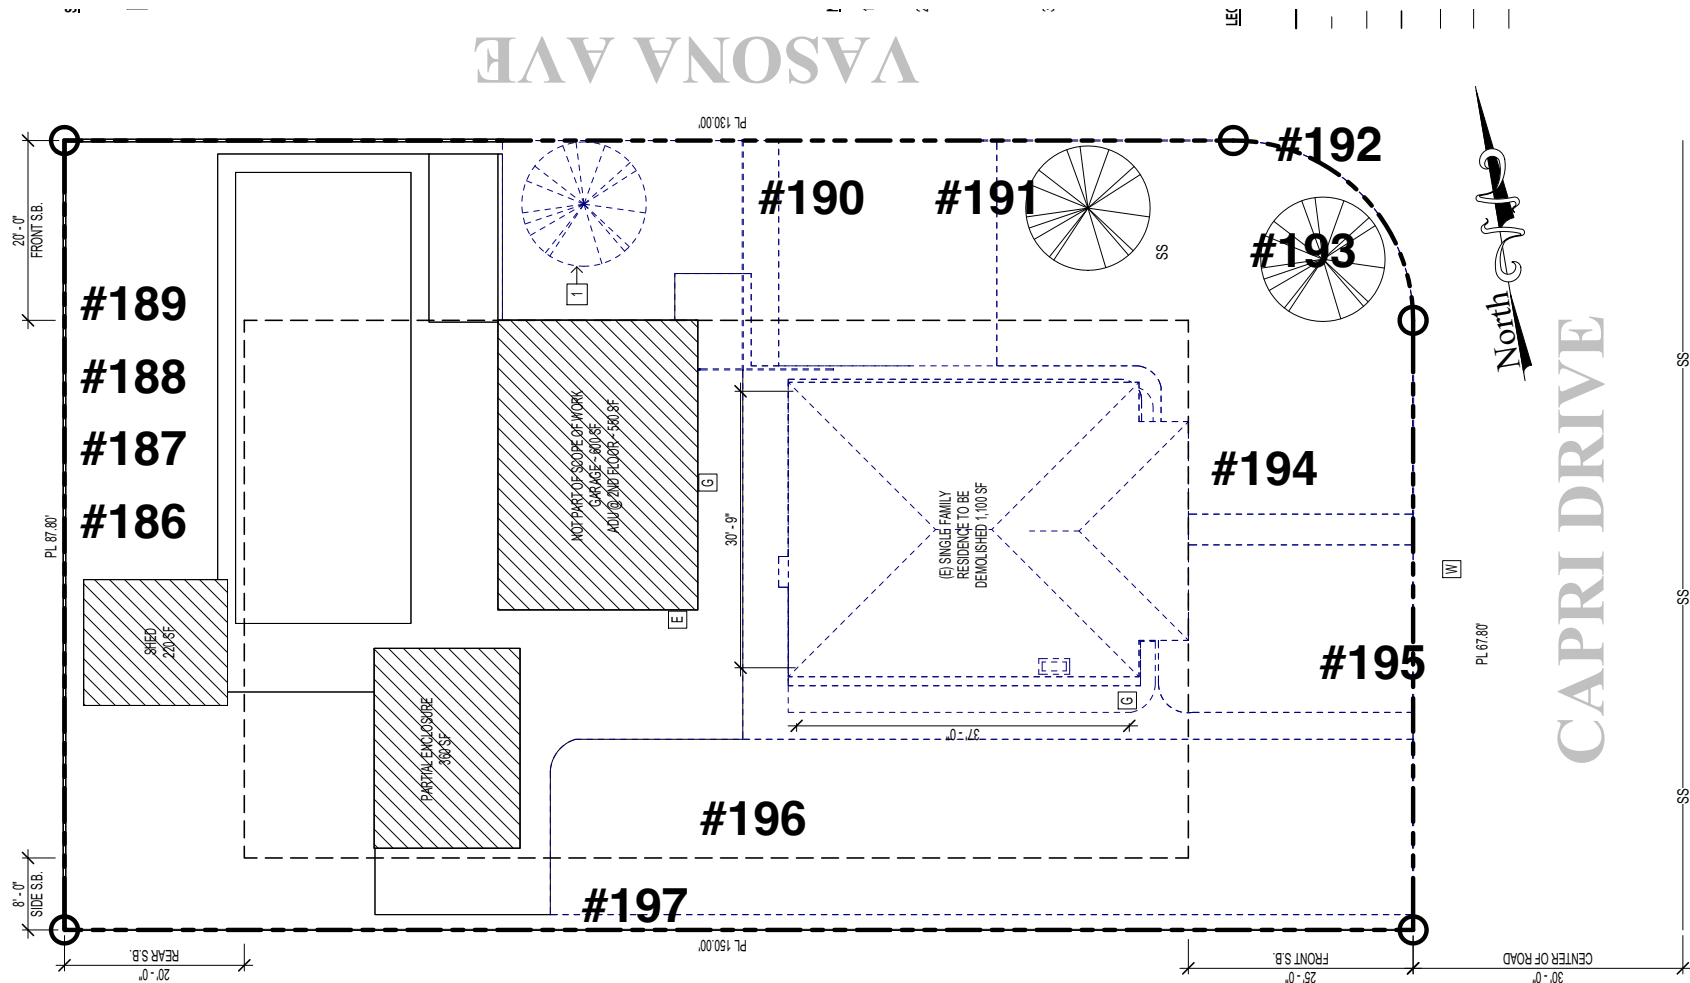 VASONA AVE
PL 130.00'
#192
20' - 0"
FRONT S.B.
#190
#191
SS
#193
1
North
#189
#188
#187
#186
PL 87.80'
NOT PART OF SCOPE OF WORK
GARAGE - 600 SF
ADU @ 2ND FLOOR - 580 SF
G
E
30' - 9"
(E) SINGLE FAMILY
RESIDENCE TO BE
DEMOLISHED 1,100 SF
#194
CAPRI DRIVE
SS
SS
SS
W
PL 67.80'
#195
SHED
220 SF
PARTIAL ENCLOSURE
360 SF
G
37' - 0"
#196
#197
8' - 0"
SIDE S.B.
PL 150.00'
REAR S.B.
20' - 0"
FRONT S.B.
25' - 0"
CENTER OF ROAD
30' - 0"